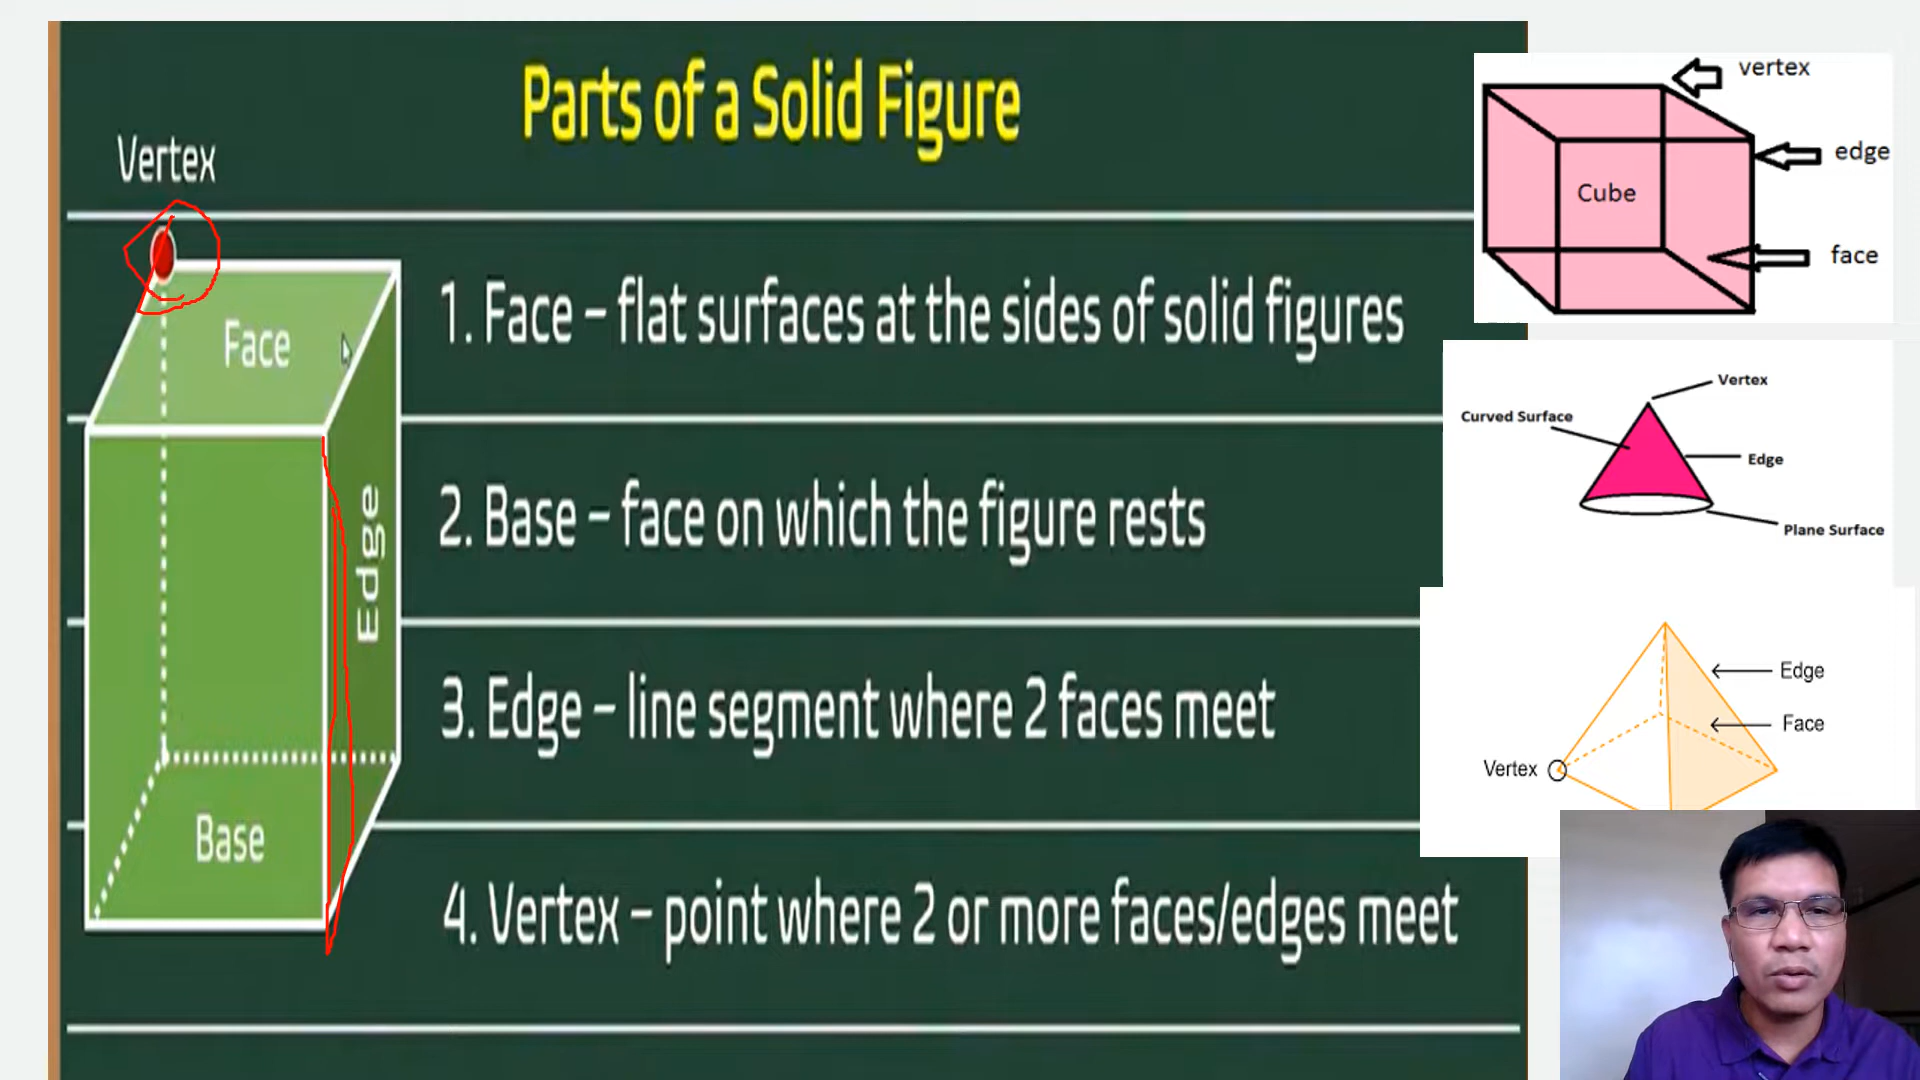 Parts of a Solid Figure
Vertex
Face
Edge
Base
1. Face – flat surfaces at the sides of solid figures
2. Base – face on which the figure rests
3. Edge – line segment where 2 faces meet
4. Vertex – point where 2 or more faces/edges meet
vertex
edge
Cube
face
Vertex
Curved Surface
Edge
Plane Surface
Edge
Face
Vertex